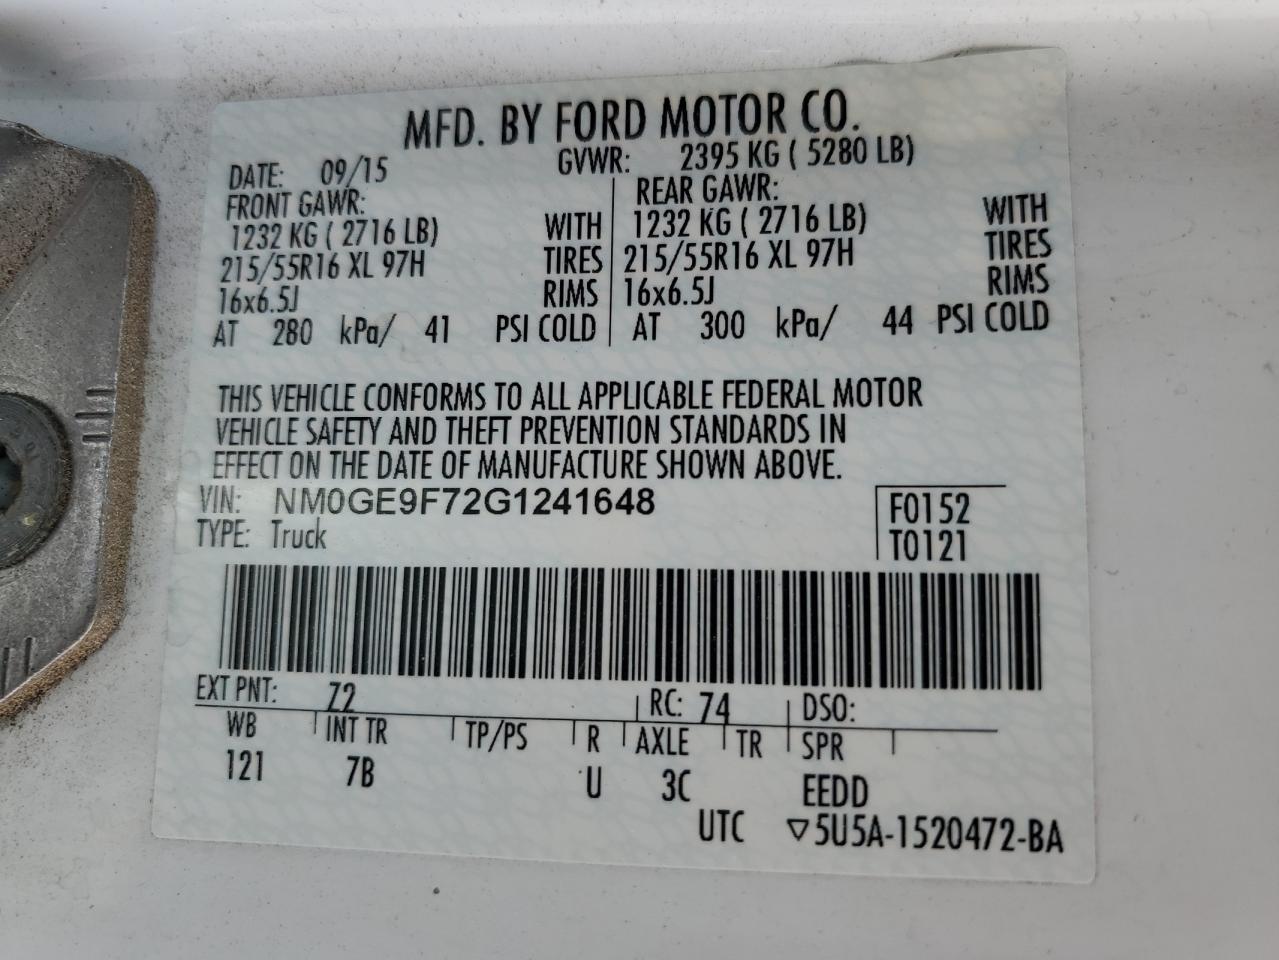 MFD. BY FORD MOTOR CO.
DATE: 09/15 GVWR: 2395 KG ( 5280 LB)
FRONT GAWR: REAR GAWR:
1232 KG ( 2716 LB) WITH 1232 KG ( 2716 LB) WITH
215/55R16 XL 97H TIRES 215/55R16 XL 97H TIRES
16x6.5J RIMS 16x6.5J RIMS
AT 280 kPa/ 41 PSI COLD AT 300 kPa/ 44 PSI COLD
THIS VEHICLE CONFORMS TO ALL APPLICABLE FEDERAL MOTOR
VEHICLE SAFETY AND THEFT PREVENTION STANDARDS IN
EFFECT ON THE DATE OF MANUFACTURE SHOWN ABOVE.
VIN: NM0GE9F72G1241648 F0152
TYPE: Truck T0121
EXT PNT: Z2 RC: 74 DSO:
WB INT TR TP/PS R AXLE TR SPR
121 7B U 3C EEDD
UTC ▽5U5A-1520472-BA